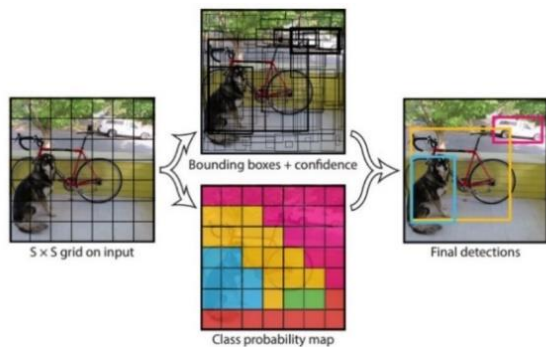 S × S grid on input
Bounding boxes + confidence
Class probability map
Final detections